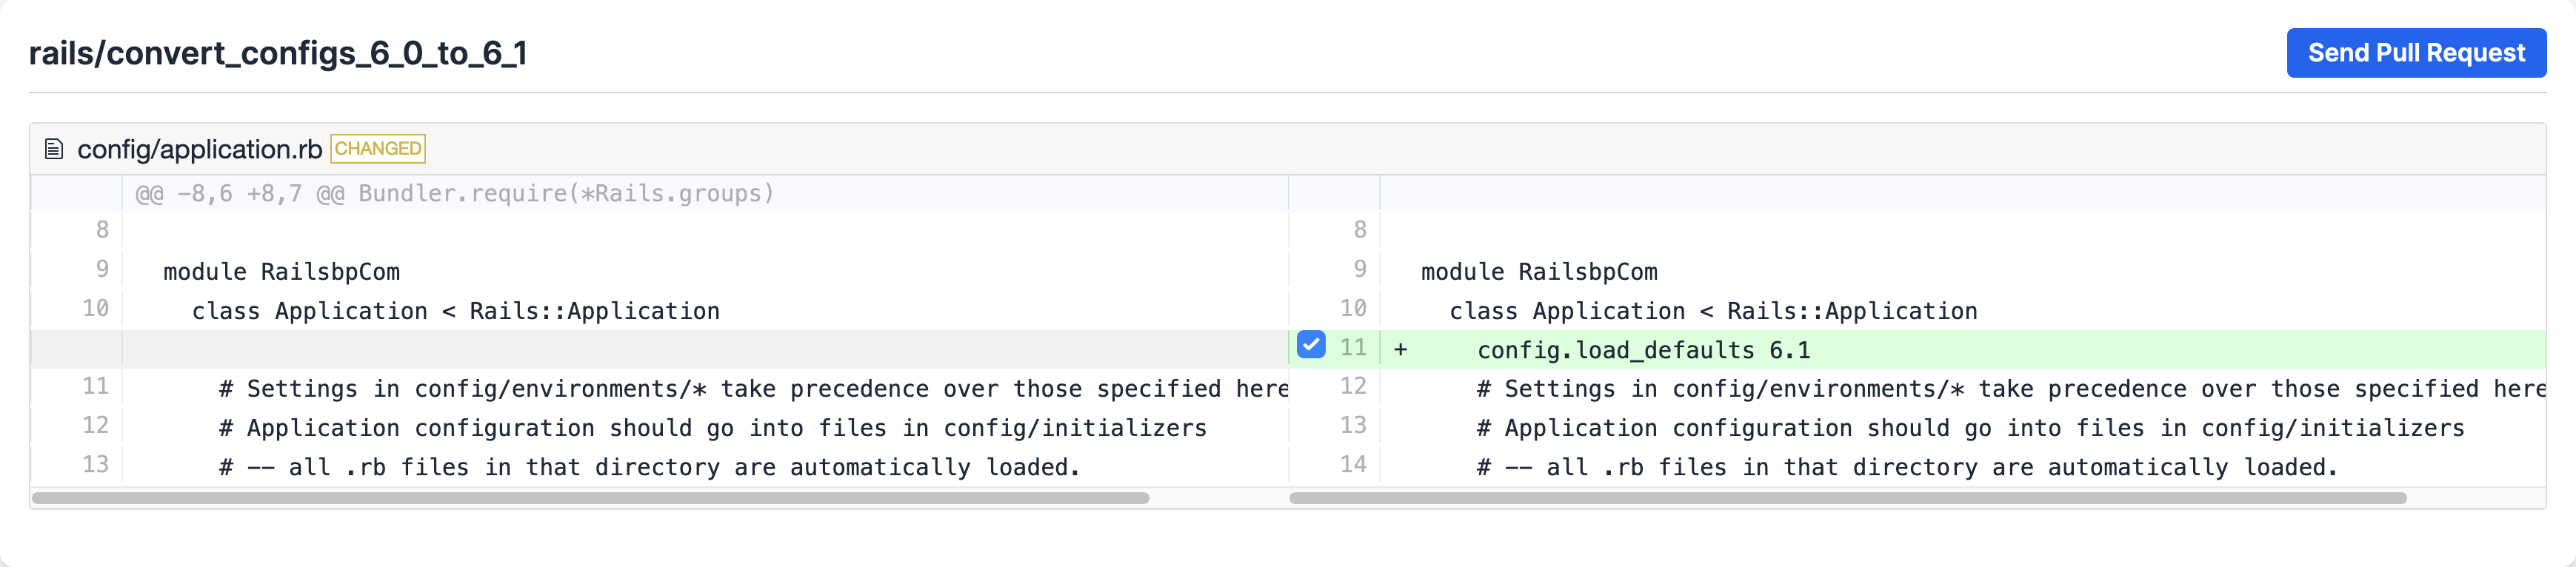 rails/convert_configs_6_0_to_6_1
Send Pull Request
config/application.rb CHANGED
@@ -8,6 +8,7 @@ Bundler.require(*Rails.groups)
8
9 module RailsbpCom
10 class Application < Rails::Application
11 # Settings in config/environments/* take precedence over those specified here
12 # Application configuration should go into files in config/initializers
13 # -- all .rb files in that directory are automatically loaded.
8
9 module RailsbpCom
10 class Application < Rails::Application
11 + config.load_defaults 6.1
12 # Settings in config/environments/* take precedence over those specified here
13 # Application configuration should go into files in config/initializers
14 # -- all .rb files in that directory are automatically loaded.